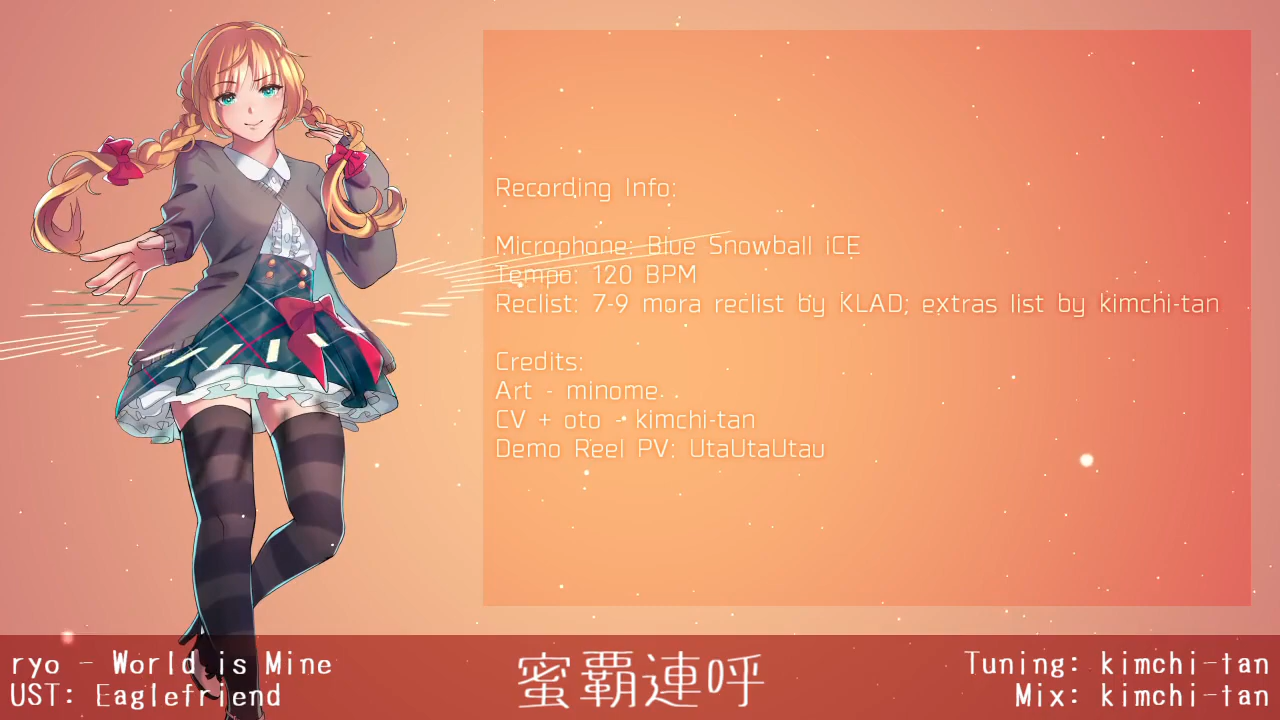 Recording Info:
Microphone: Blue Snowball iCE
Tempo: 120 BPM
Reclist: 7-9 mora reclist by KLAD; extras list by kimchi-tan
Credits:
Art - minome
CV + oto - kimchi-tan
Demo Reel PV: UtaUtaUtau
ryo - World is Mine
UST: Eaglefriend
蜜覇連呼
Tuning: kimchi-tan
Mix: kimchi-tan